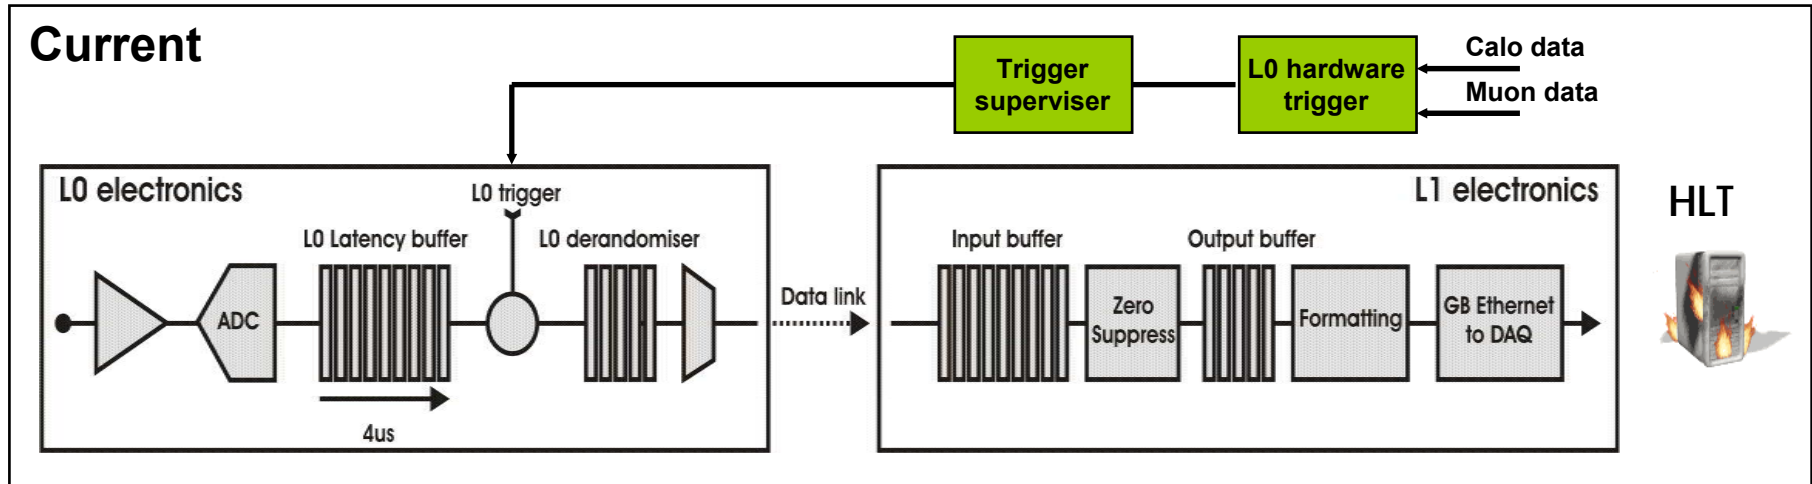 Current
Trigger
superviser
L0 hardware
trigger
Calo data
Muon data
L0 electronics
L0 trigger
L0 Latency buffer
L0 derandomiser
ADC
4us
Data link
L1 electronics
Input buffer
Output buffer
Zero
Suppress
Formatting
GB Ethernet
to DAQ
HLT